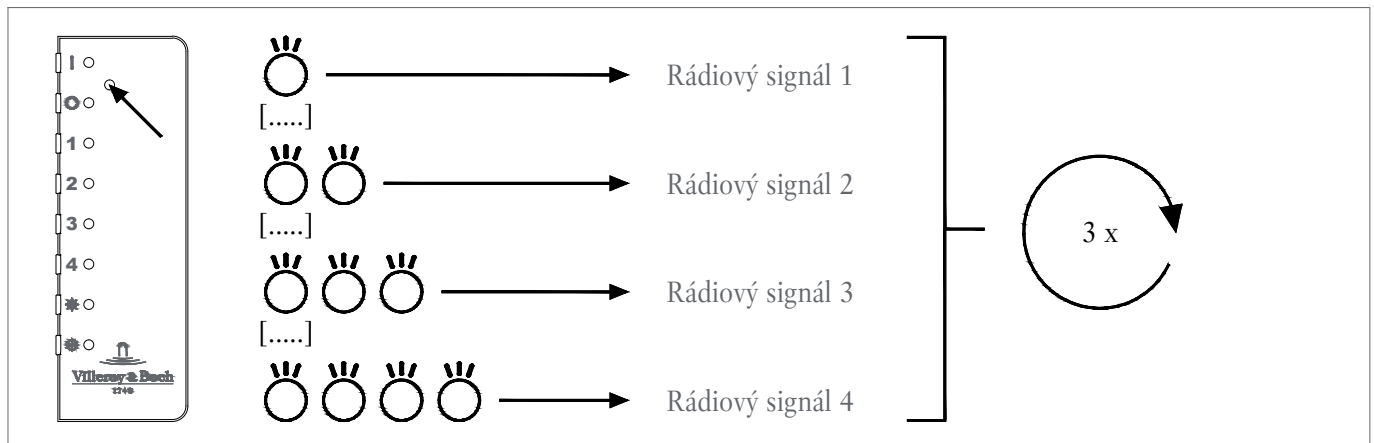 I
1
2
3
4
Villeroy & Boch
1748
Rádiový signál 1
[.....]
Rádiový signál 2
[.....]
Rádiový signál 3
[.....]
Rádiový signál 4
3 x